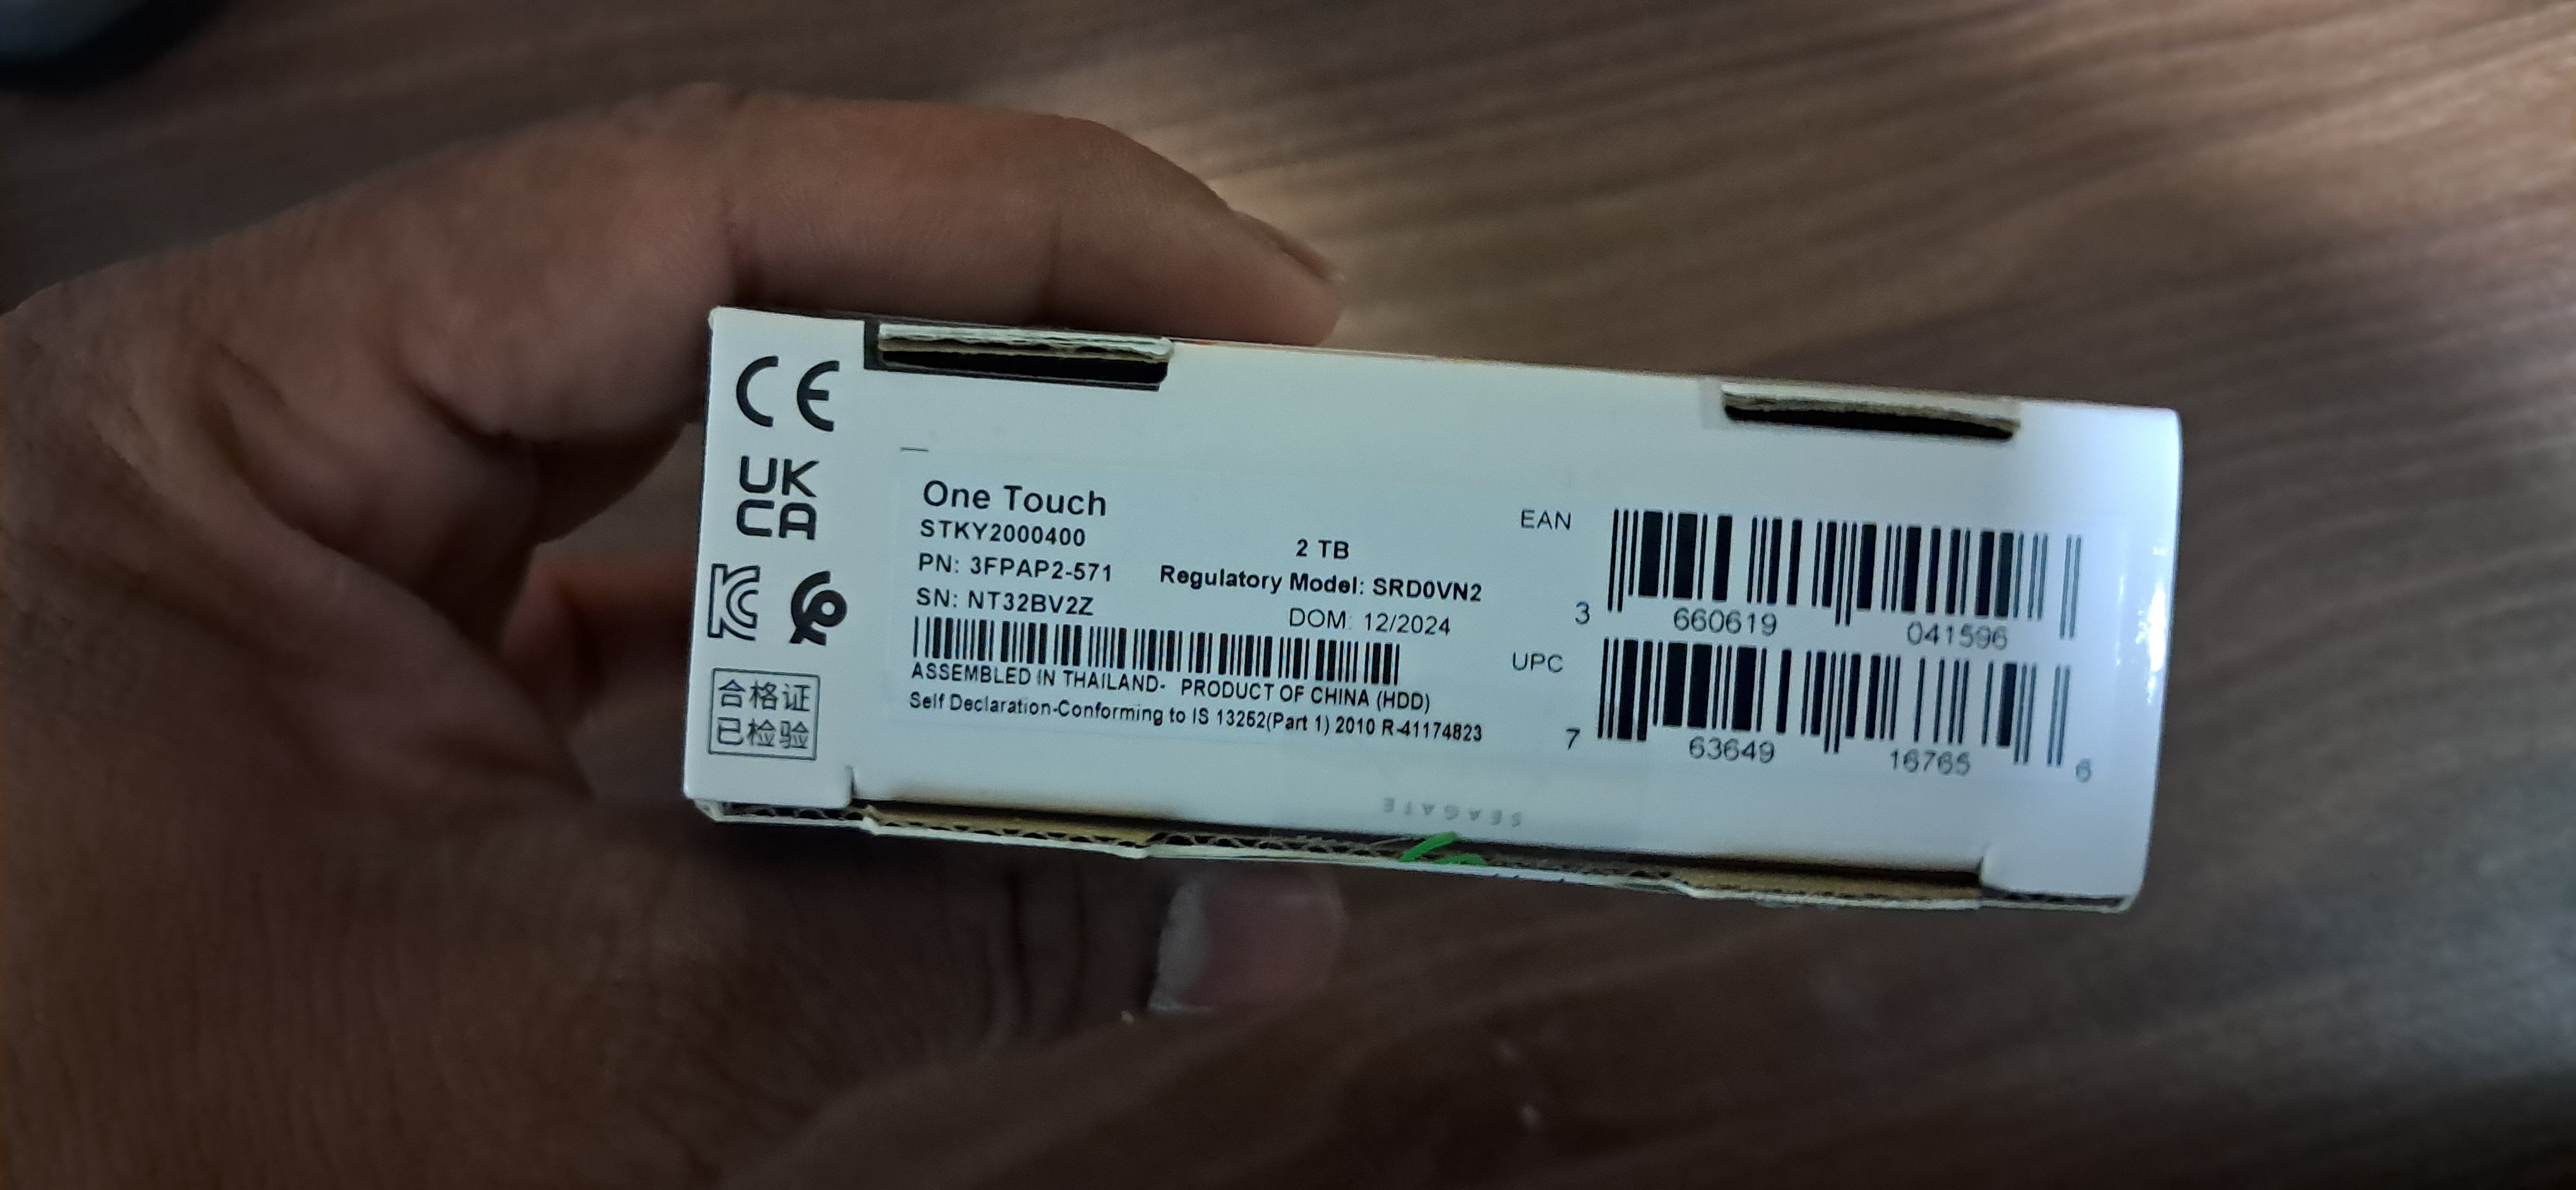 CE
UK
CA
合格证
已检验
One Touch
STKY2000400
2 TB
PN: 3FPAP2-571 Regulatory Model: SRD0VN2
SN: NT32BV2Z
DOM: 12/2024
ASSEMBLED IN THAILAND- PRODUCT OF CHINA (HDD)
Self Declaration-Conforming to IS 13252(Part 1) 2010 R-41174823
EAN
3 660619 041596
UPC
7 63649 16765 6
SEAGATE